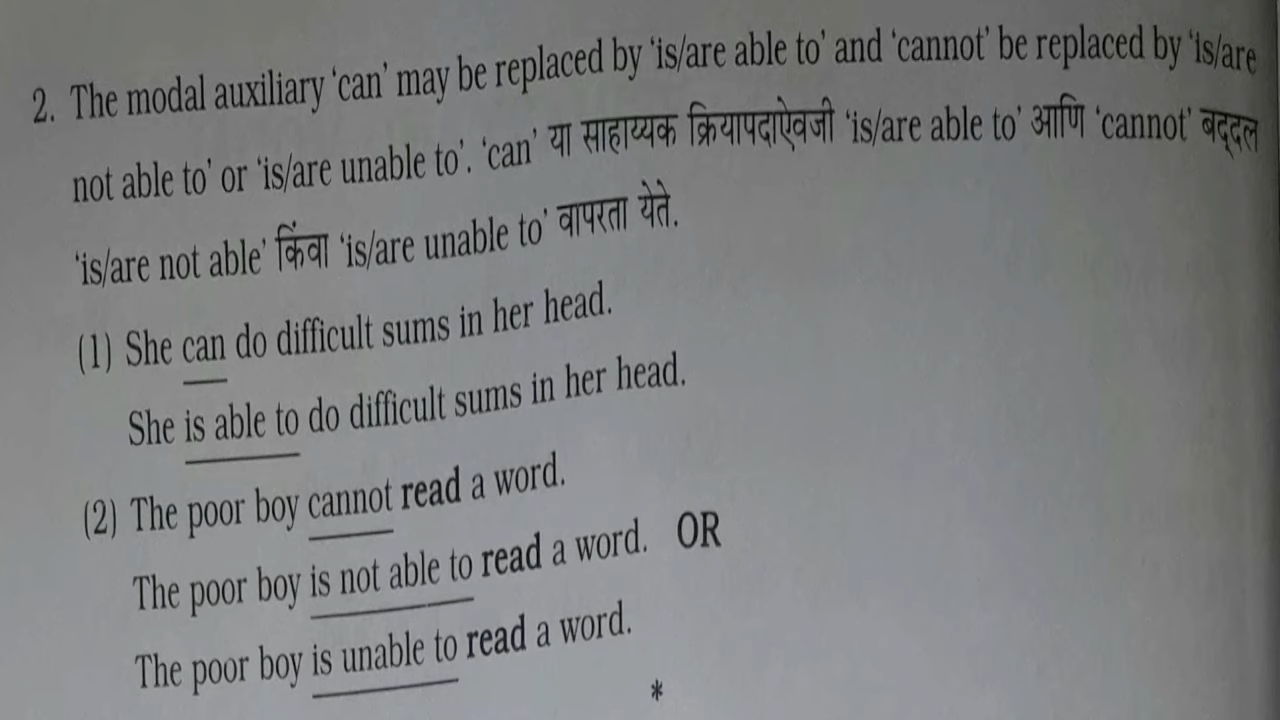 2. The modal auxiliary ‘can’ may be replaced by ‘is/are able to’ and ‘cannot’ be replaced by ‘is/are
not able to’ or ‘is/are unable to’. ‘can’ या साहाय्यक क्रियापदाऐवजी ‘is/are able to’ आणि ‘cannot’ बद्दल
‘is/are not able’ किंवा ‘is/are unable to’ वापरता येते.
(1) She can do difficult sums in her head.
She is able to do difficult sums in her head.
(2) The poor boy cannot read a word.
The poor boy is not able to read a word. OR
The poor boy is unable to read a word.
*